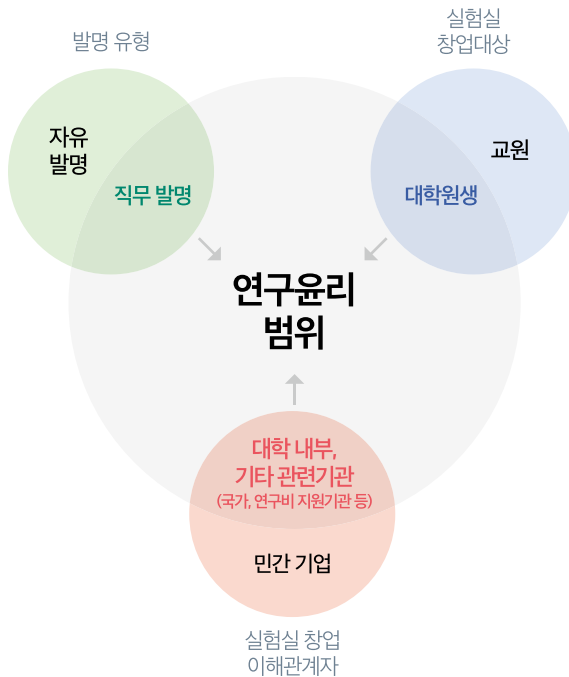 발명 유형
자유
발명
직무 발명
실험실
창업대상
교원
대학원생
연구윤리
범위
대학 내부,
기타 관련기관
(국가, 연구비 지원기관 등)
민간 기업
실험실 창업
이해관계자